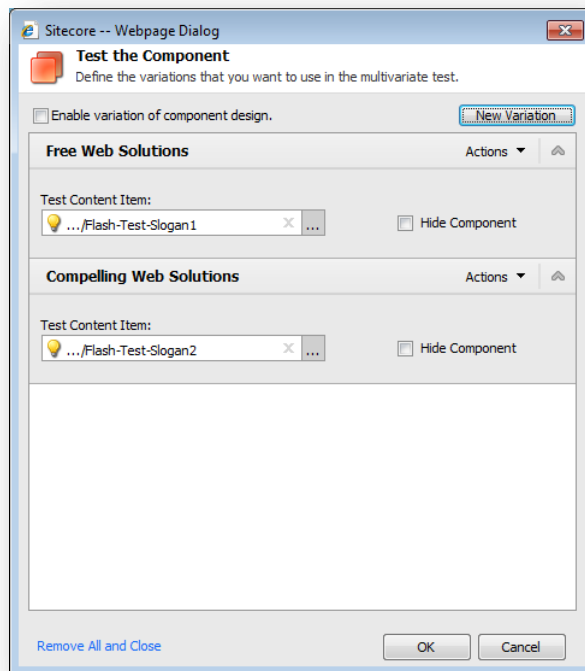 Sitecore -- Webpage Dialog
Test the Component
Define the variations that you want to use in the multivariate test.
Enable variation of component design.
New Variation
Free Web Solutions
Actions
Test Content Item:
.../Flash-Test-Slogan1
...
Hide Component
Compelling Web Solutions
Actions
Test Content Item:
.../Flash-Test-Slogan2
...
Hide Component
Remove All and Close
OK
Cancel